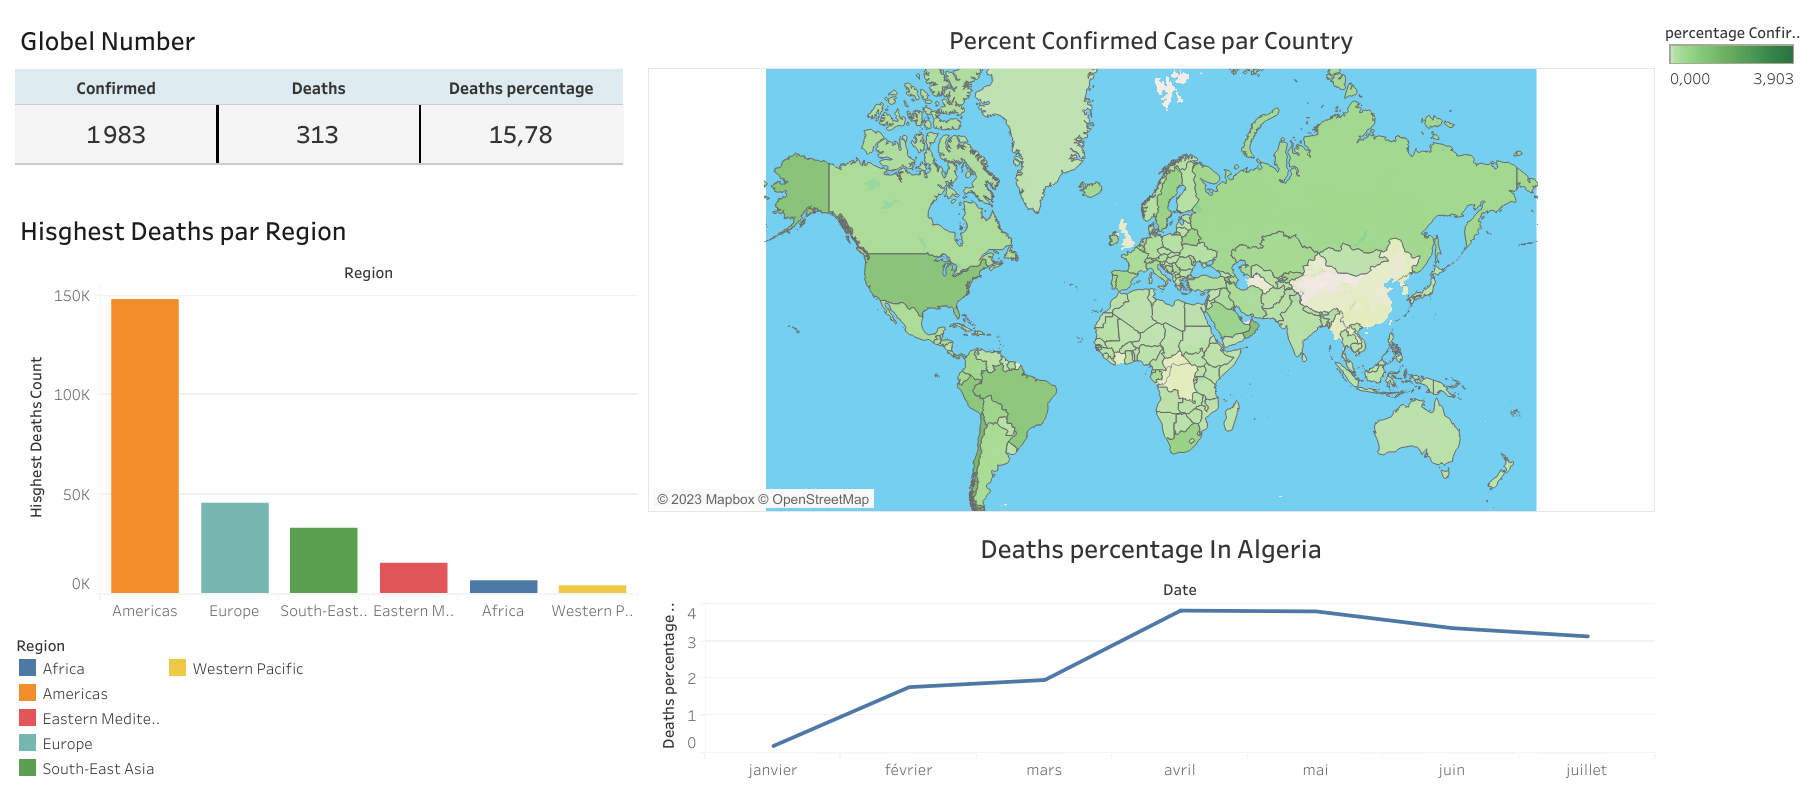 Globel Number
Confirmed Deaths Deaths percentage
1983 313 15,78
Hisghest Deaths par Region
Region
Hisghest Deaths Count
150K
100K
50K
0K
Americas Europe South-East.. Eastern M.. Africa Western P..
Region
Africa
Americas
Eastern Medite..
Europe
South-East Asia
Western Pacific
Percent Confirmed Case par Country
© 2023 Mapbox © OpenStreetMap
percentage Confir..
0,000 3,903
Deaths percentage In Algeria
Date
Deaths percentage ..
4
3
2
1
0
janvier février mars avril mai juin juillet